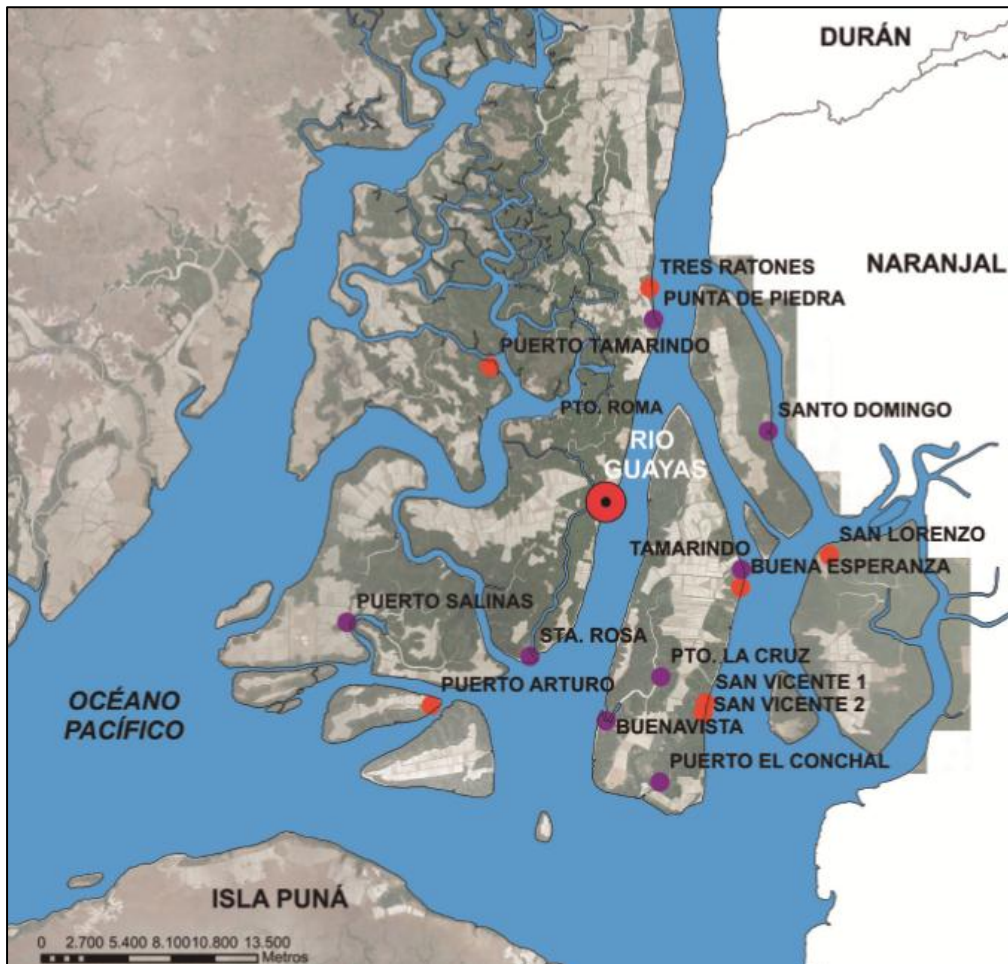 DURÁN
NARANJAL
TRES RATONES
PUNTA DE PIEDRA
PUERTO TAMARINDO
PTO. ROMA
SANTO DOMINGO
RIO
GUAYAS
SAN LORENZO
TAMARINDO
BUENA ESPERANZA
PUERTO SALINAS
STA. ROSA
PTO. LA CRUZ
PUERTO ARTURO
SAN VICENTE 1
SAN VICENTE 2
OCÉANO
PACÍFICO
BUENAVISTA
PUERTO EL CONCHAL
ISLA PUNÁ
0 2.700 5.400 8.100 10.800 13.500
Metros